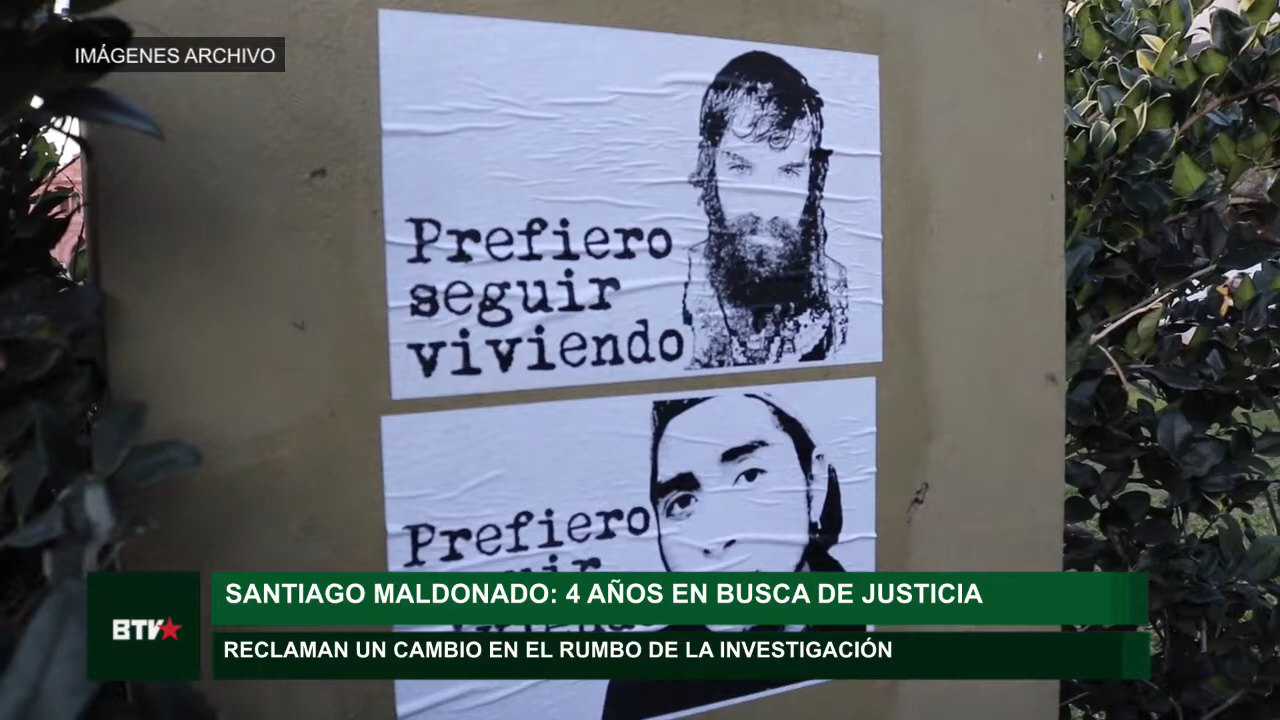 IMÁGENES ARCHIVO
Prefiero
seguir
viviendo
Prefiero
SANTIAGO MALDONADO: 4 AÑOS EN BUSCA DE JUSTICIA
BTV
RECLAMAN UN CAMBIO EN EL RUMBO DE LA INVESTIGACIÓN